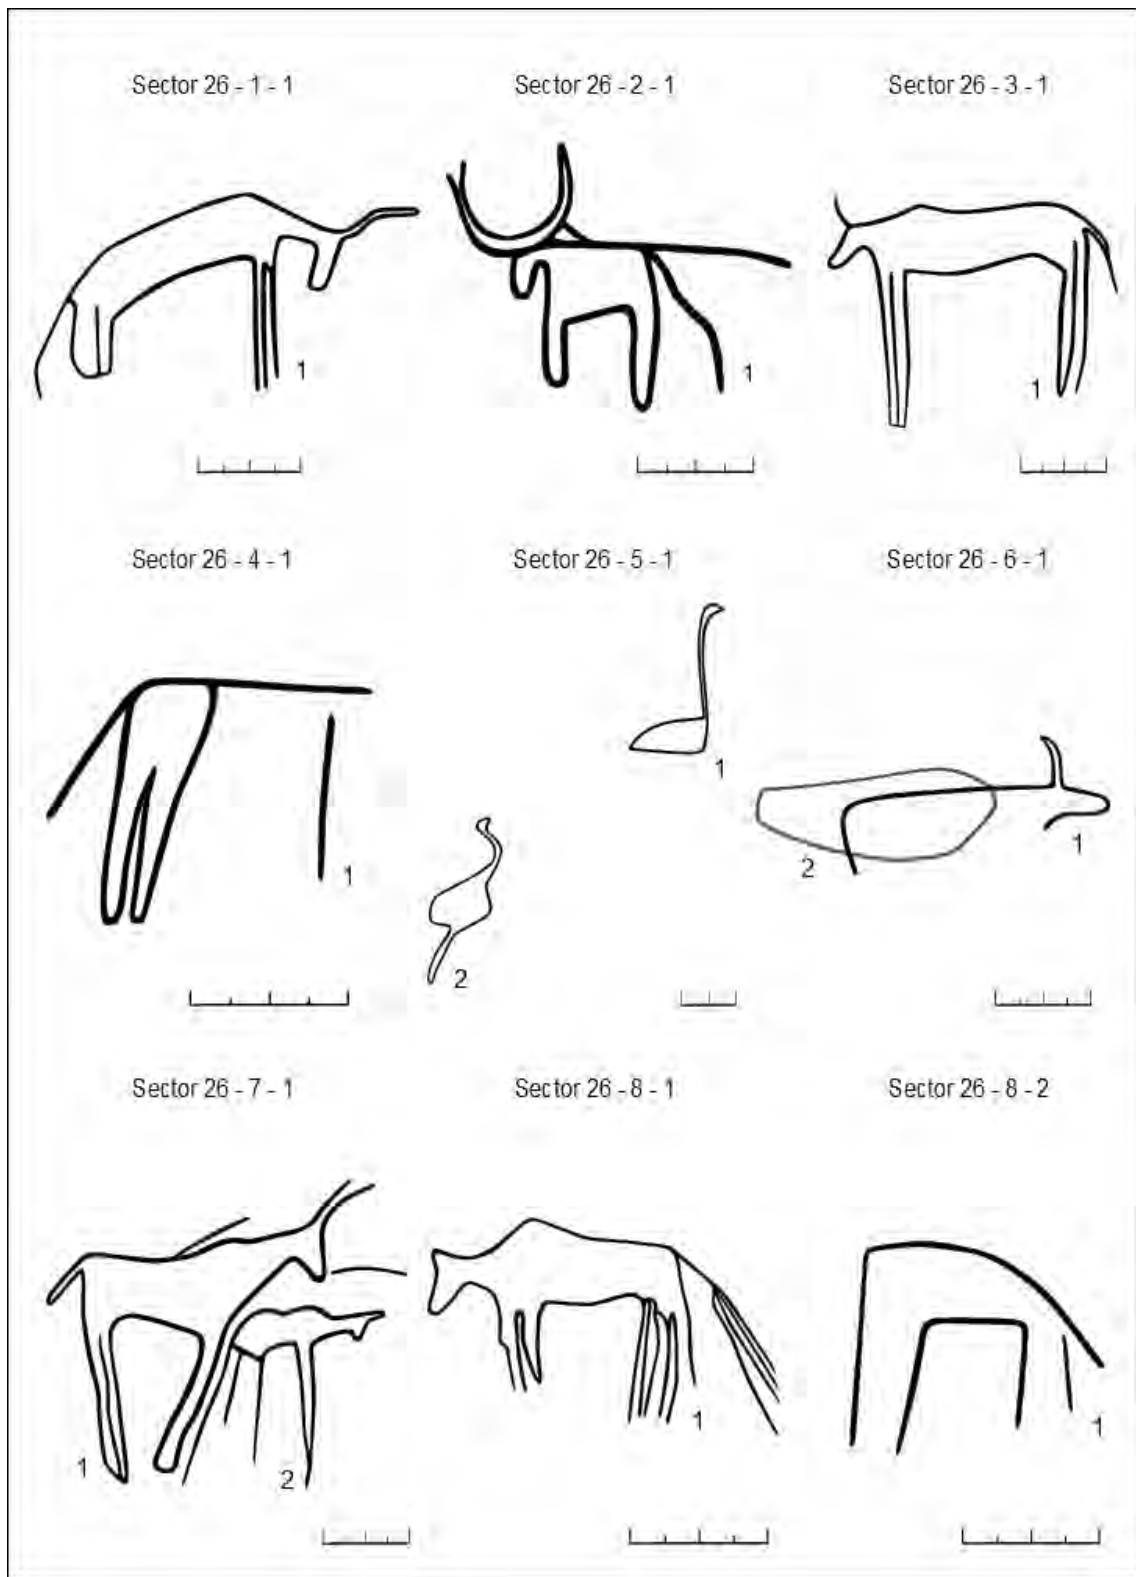 Sector 26 - 1 - 1
Sector 26 - 2 - 1
Sector 26 - 3 - 1
1
1
1
Sector 26 - 4 - 1
Sector 26 - 5 - 1
Sector 26 - 6 - 1
1
1
2
1
2
Sector 26 - 7 - 1
Sector 26 - 8 - 1
Sector 26 - 8 - 2
1
2
1
1